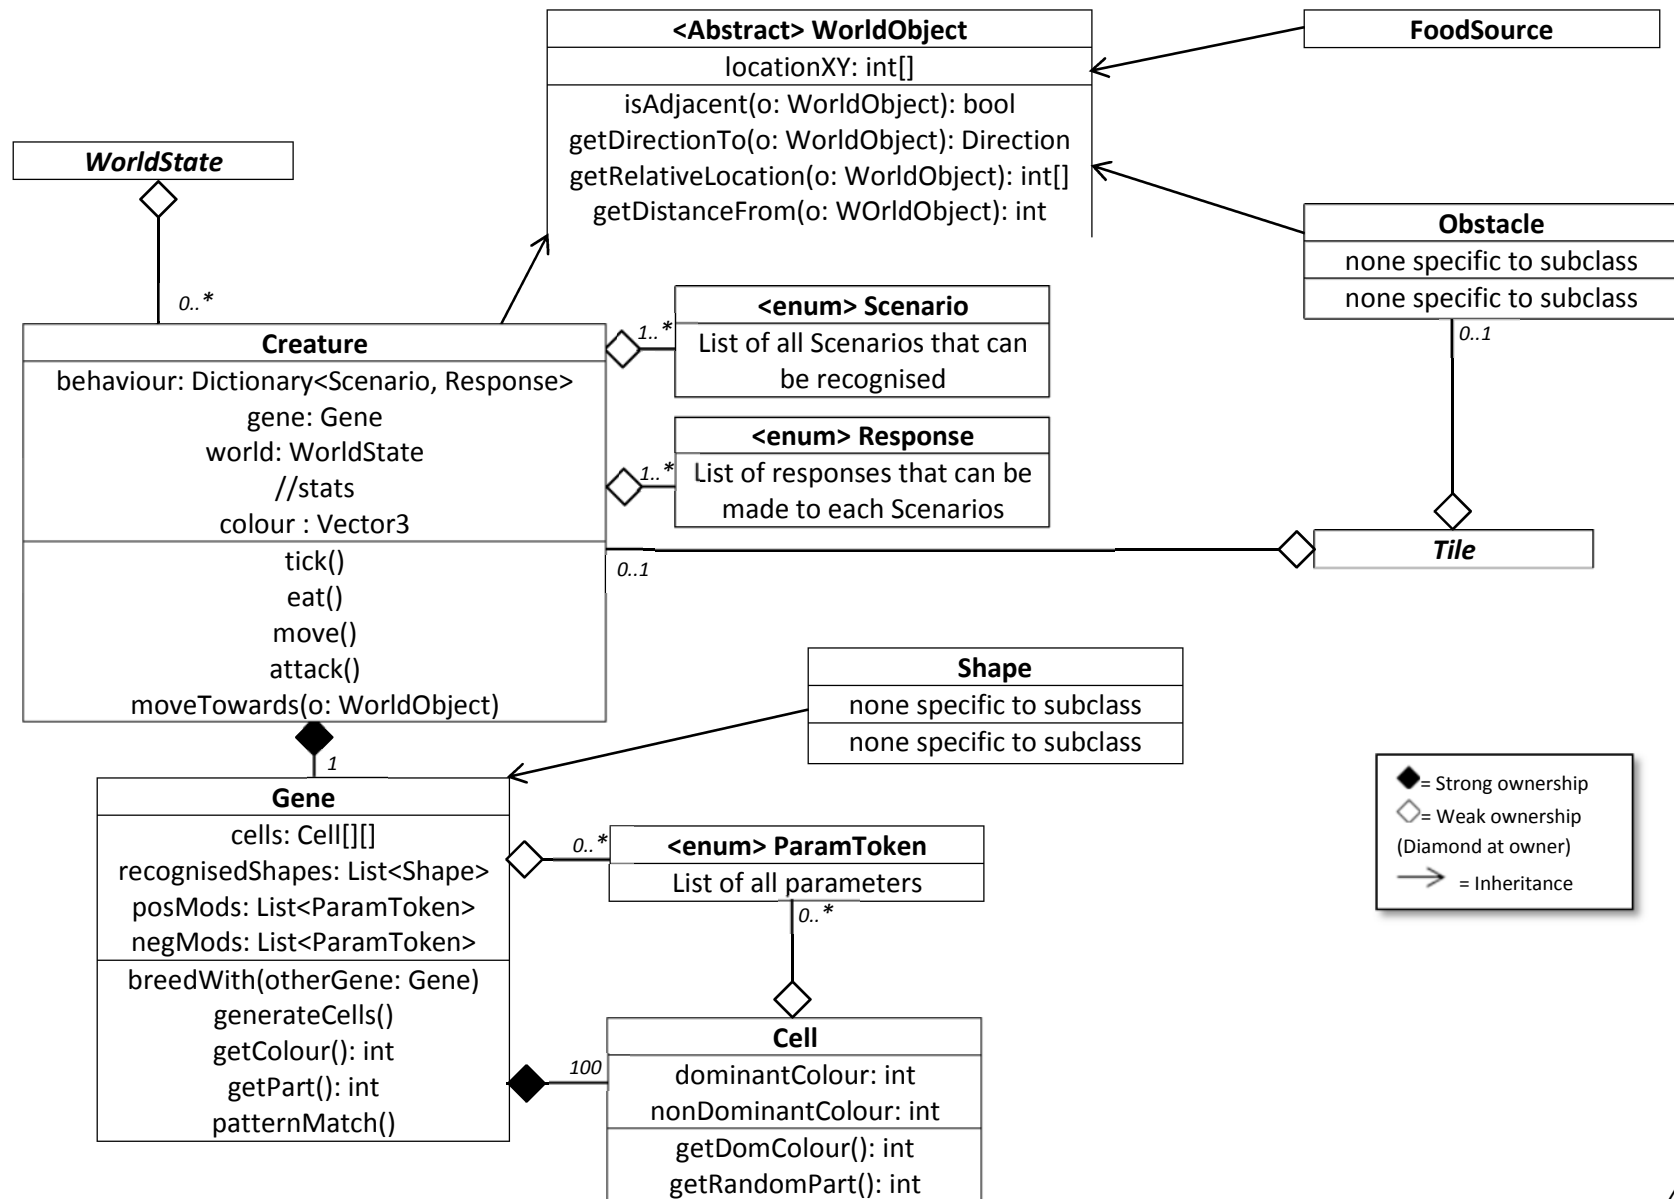 <Abstract> WorldObject
locationXY: int[]
isAdjacent(o: WorldObject): bool
getDirectionTo(o: WorldObject): Direction
getRelativeLocation(o: WorldObject): int[]
getDistanceFrom(o: WOrldObject): int
FoodSource
WorldState
0..*
Obstacle
none specific to subclass
none specific to subclass
0..1
Creature
behaviour: Dictionary<Scenario, Response>
gene: Gene
world: WorldState
//stats
colour : Vector3
tick()
eat()
move()
attack()
moveTowards(o: WorldObject)
1..*
<enum> Scenario
List of all Scenarios that can
be recognised
1..*
<enum> Response
List of responses that can be
made to each Scenarios
0..1
Tile
Shape
none specific to subclass
none specific to subclass
1
Gene
cells: Cell[][]
recognisedShapes: List<Shape>
posMods: List<ParamToken>
negMods: List<ParamToken>
breedWith(otherGene: Gene)
generateCells()
getColour(): int
getPart(): int
patternMatch()
0..*
<enum> ParamToken
List of all parameters
0..*
100
Cell
dominantColour: int
nonDominantColour: int
getDomColour(): int
getRandomPart(): int
= Strong ownership
= Weak ownership
(Diamond at owner)
= Inheritance